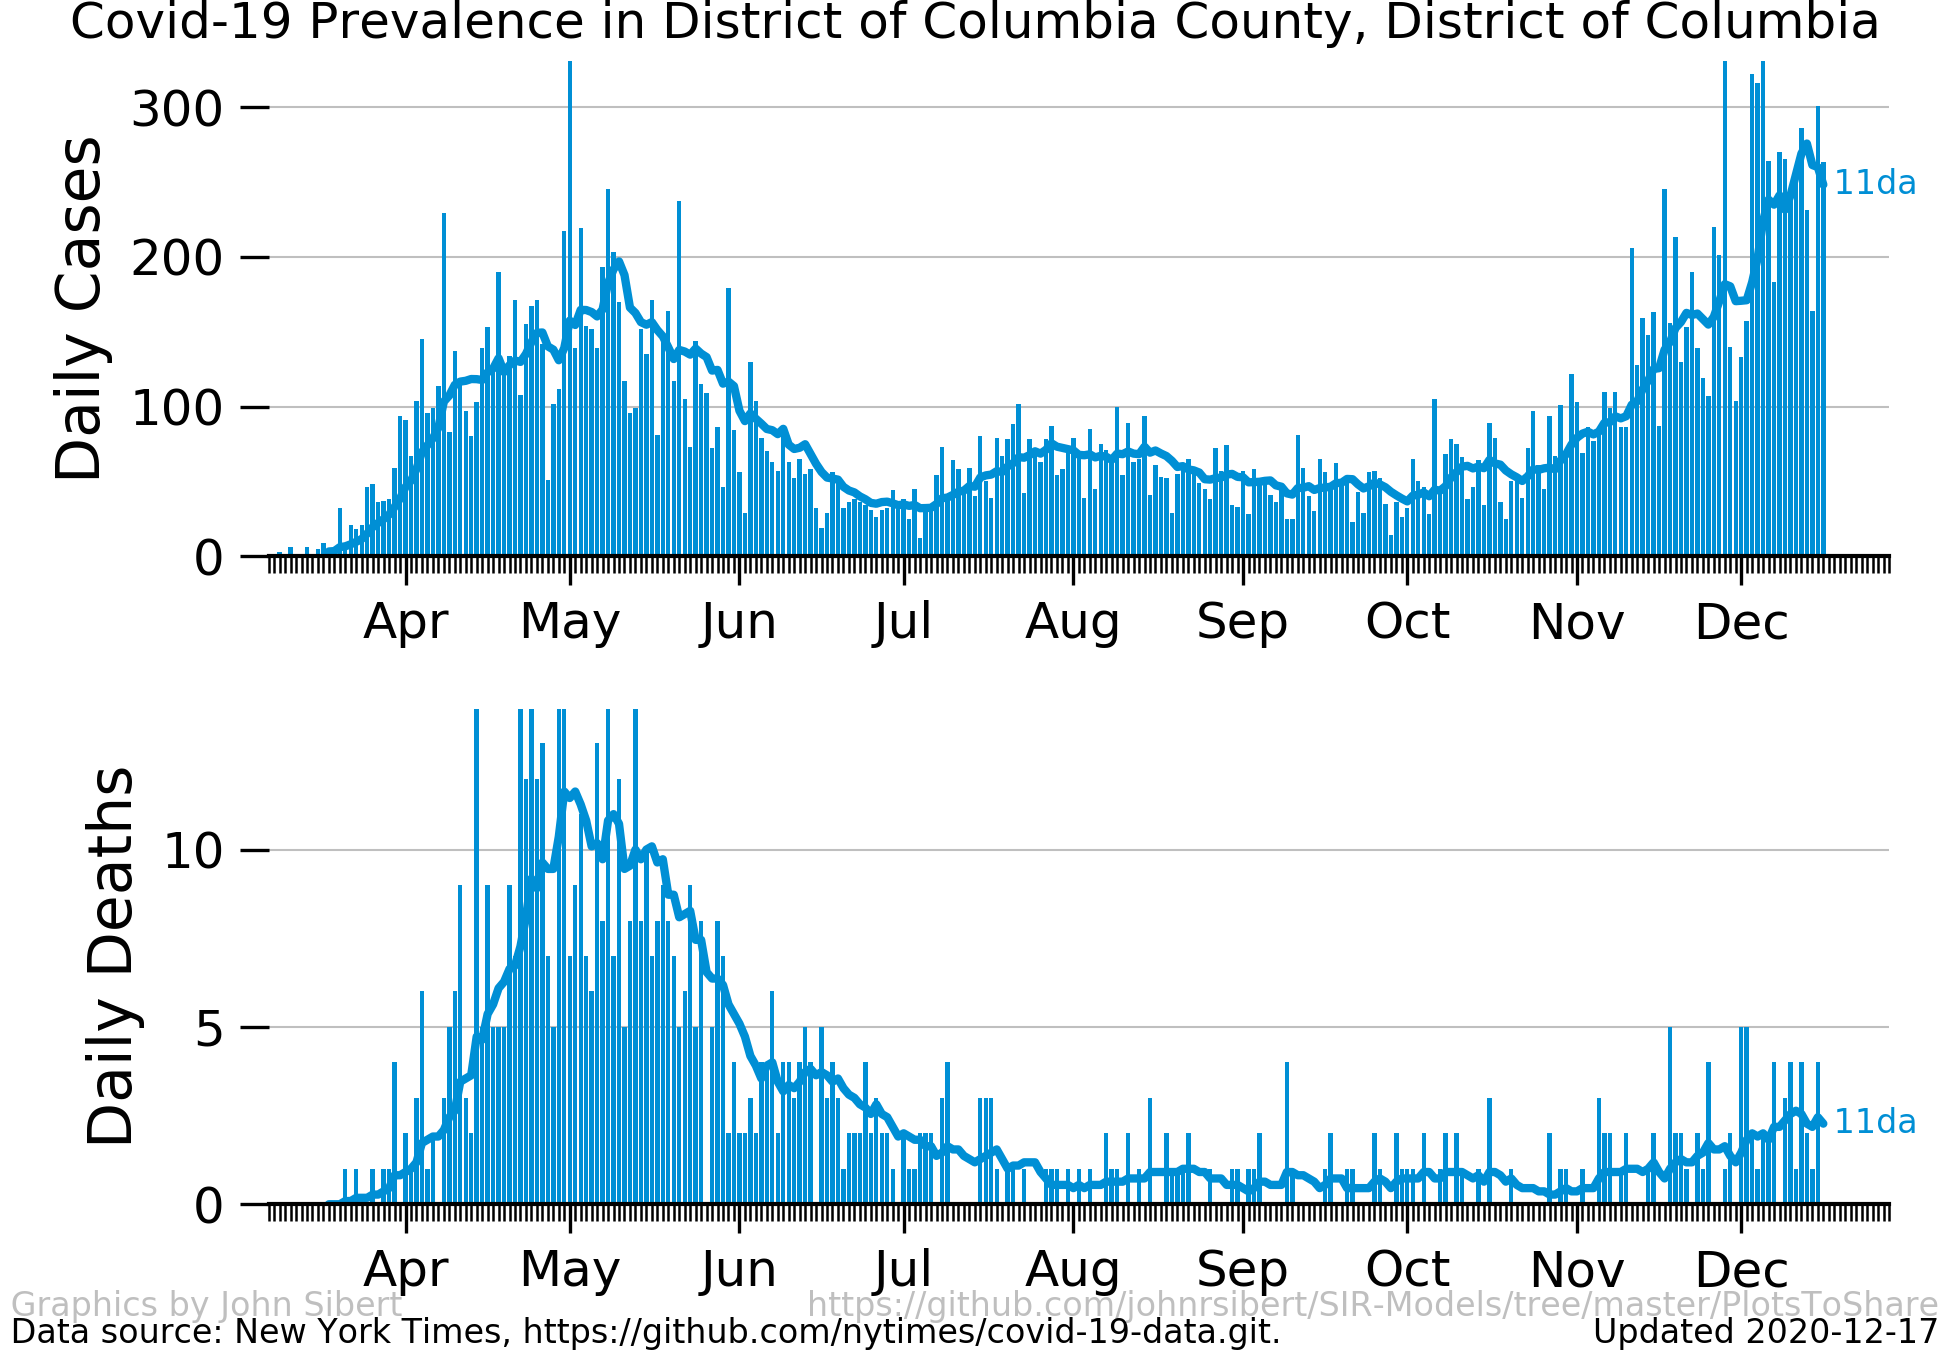 Covid-19 Prevalence in District of Columbia County, District of Columbia
300
200
100
0
Daily Cases
11da
Apr May Jun Jul Aug Sep Oct Nov Dec
10
5
0
Daily Deaths
11da
Apr May Jun Jul Aug Sep Oct Nov Dec
Graphics by John Sibert https://github.com/johnrsibert/SIR-Models/tree/master/PlotsToShare
Data source: New York Times, https://github.com/nytimes/covid-19-data.git. Updated 2020-12-17